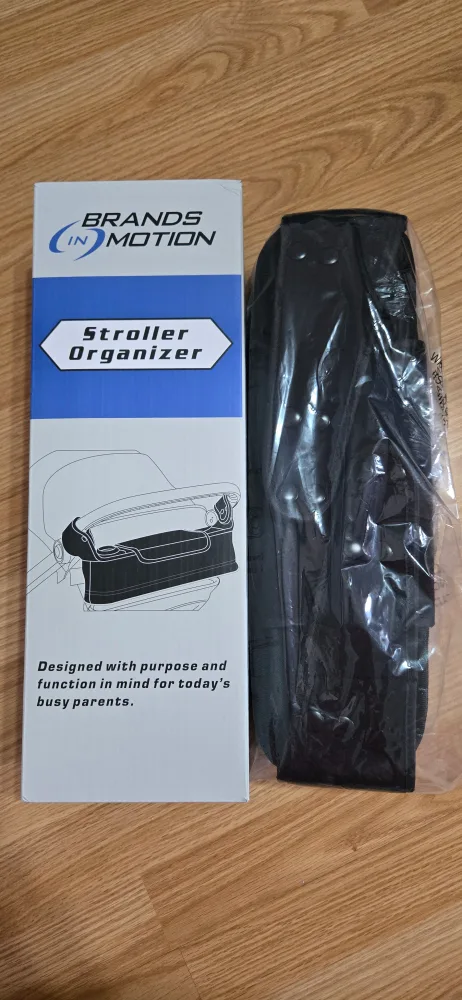 BRANDS
IN MOTION
Stroller
Organizer
Designed with purpose and
function in mind for today's
busy parents.